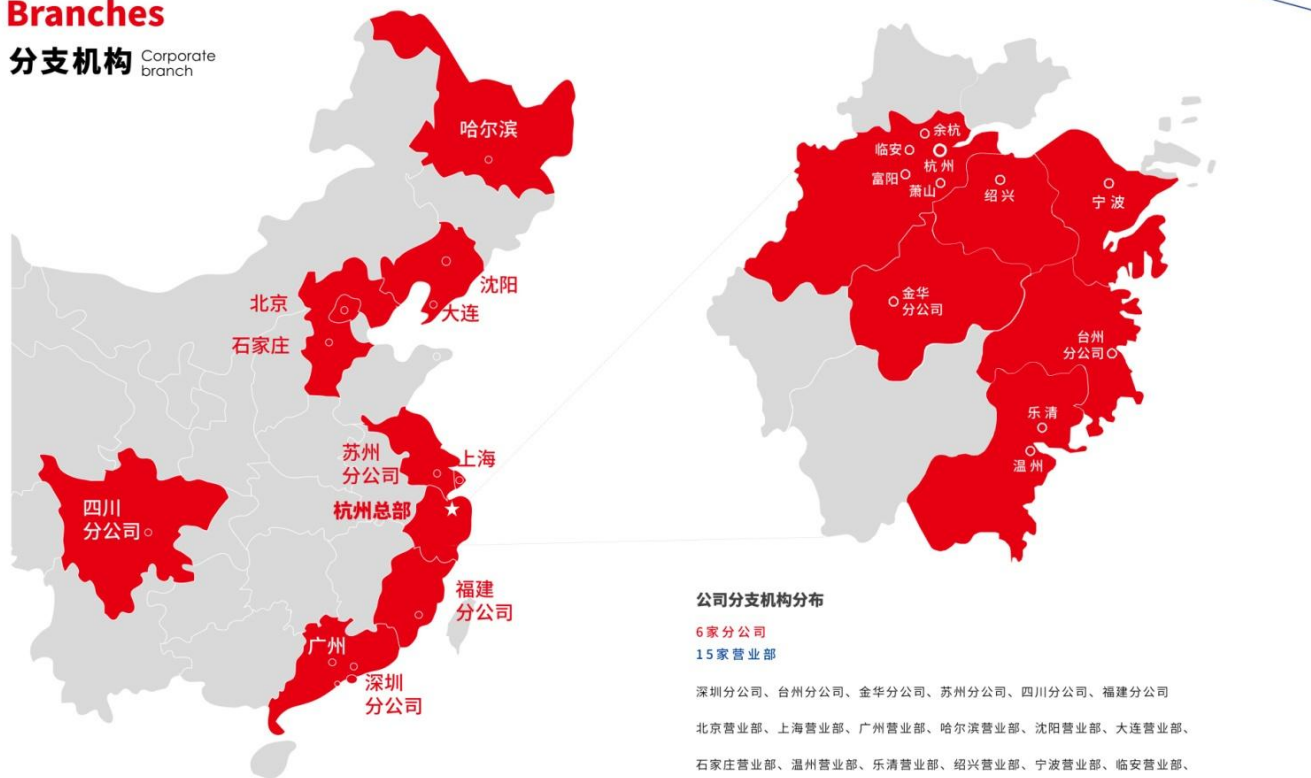 Branches
分支机构 Corporate
branch
哈尔滨
沈阳
大连
北京
石家庄
苏州
分公司
上海
杭州总部
四川
分公司
福建
分公司
广州
深圳
分公司
余杭
临安
杭州
富阳
萧山
绍兴
宁波
金华
分公司
台州
分公司
乐清
温州
公司分支机构分布
6家分公司
15家营业部
深圳分公司、台州分公司、金华分公司、苏州分公司、四川分公司、福建分公司
北京营业部、上海营业部、广州营业部、哈尔滨营业部、沈阳营业部、大连营业部、
石家庄营业部、温州营业部、乐清营业部、绍兴营业部、宁波营业部、临安营业部、